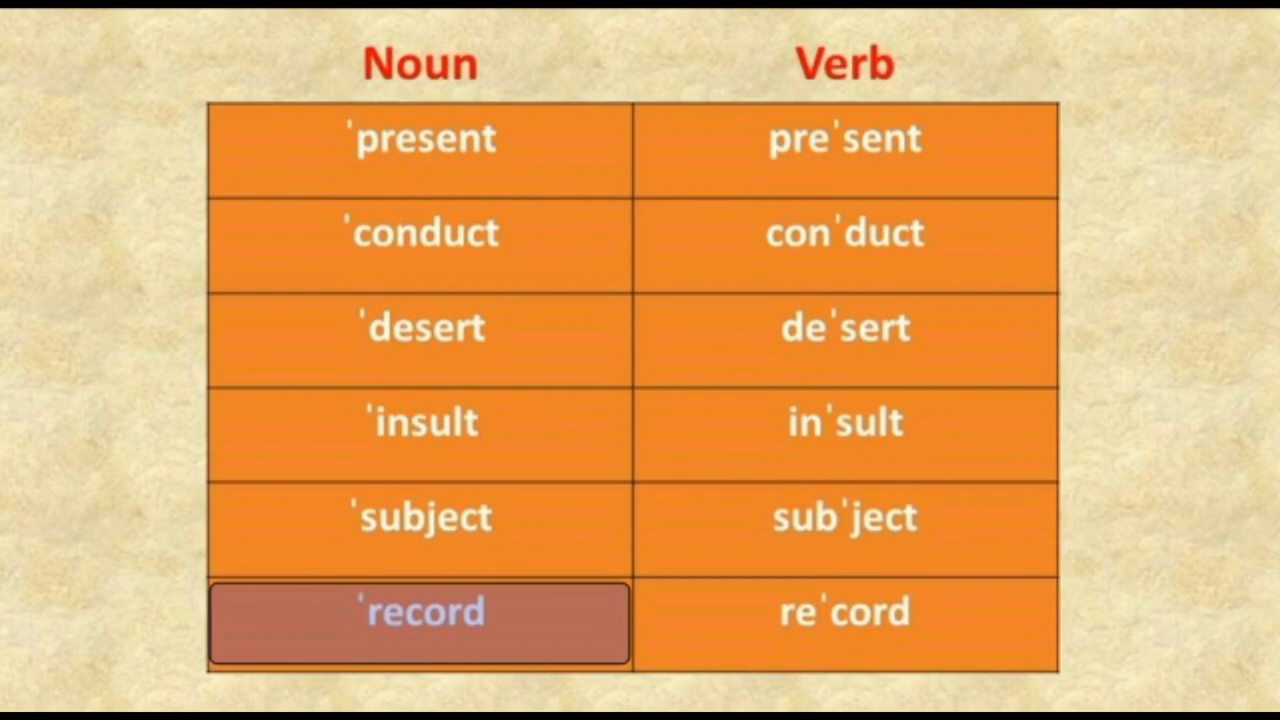 Noun Verb
ˈpresent preˈsent
ˈconduct conˈduct
ˈdesert deˈsert
ˈinsult inˈsult
ˈsubject subˈject
ˈrecord reˈcord